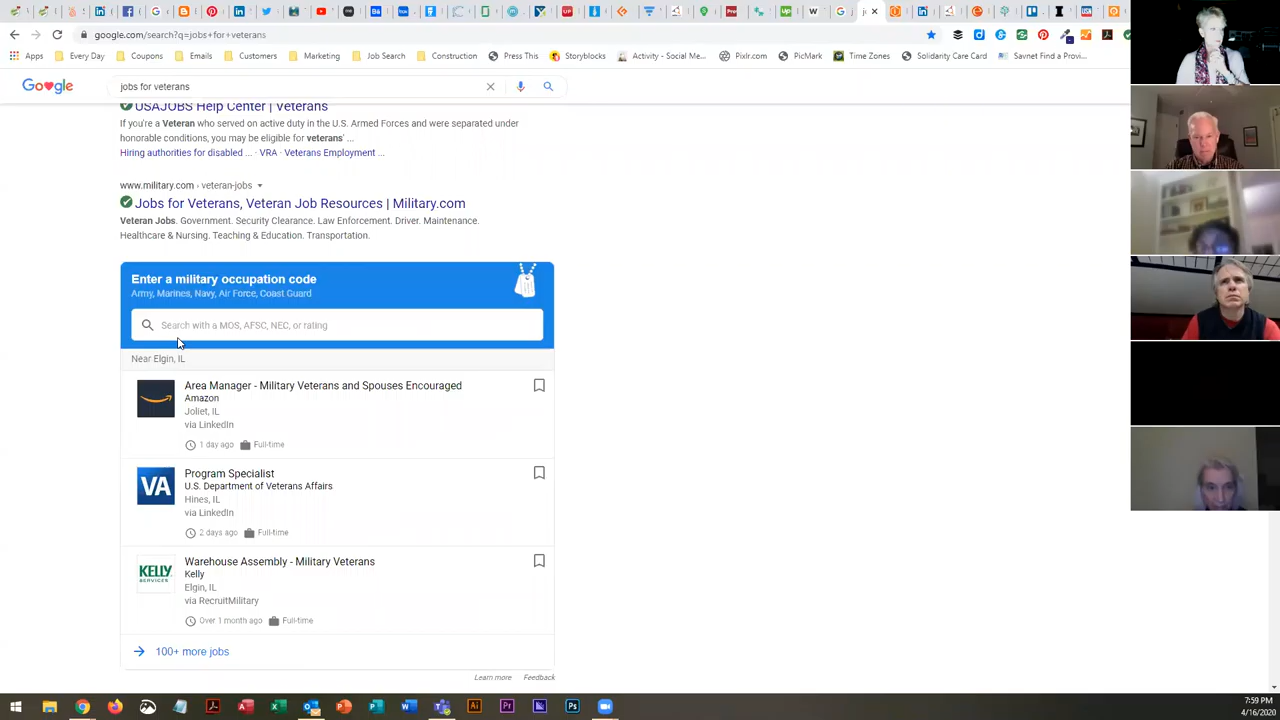 google.com/search?q=jobs+for+veterans
Apps
Every Day
Coupons
Emails
Customers
Marketing
Job Search
Construction
Press This
Storyblocks
Activity - Social Me...
Pixlr.com
PicMark
Time Zones
Solidarity Care Card
Savnet Find a Provi...
Google
jobs for veterans
USAJOBS Help Center | Veterans
If you're a Veteran who served on active duty in the U.S. Armed Forces and were separated under
honorable conditions, you may be eligible for veterans' ...
Hiring authorities for disabled ... · VRA · Veterans Employment ...
www.military.com › veteran-jobs
Jobs for Veterans, Veteran Job Resources | Military.com
Veteran Jobs. Government. Security Clearance. Law Enforcement. Driver. Maintenance.
Healthcare & Nursing. Teaching & Education. Transportation.
Enter a military occupation code
Army, Marines, Navy, Air Force, Coast Guard
Search with a MOS, AFSC, NEC, or rating
Near Elgin, IL
Area Manager - Military Veterans and Spouses Encouraged
Amazon
Joliet, IL
via LinkedIn
1 day ago Full-time
VA
Program Specialist
U.S. Department of Veterans Affairs
Hines, IL
via LinkedIn
2 days ago Full-time
KELLY
SERVICES
Warehouse Assembly - Military Veterans
Kelly
Elgin, IL
via RecruitMilitary
Over 1 month ago Full-time
100+ more jobs
Learn more Feedback
7:59 PM
4/16/2020